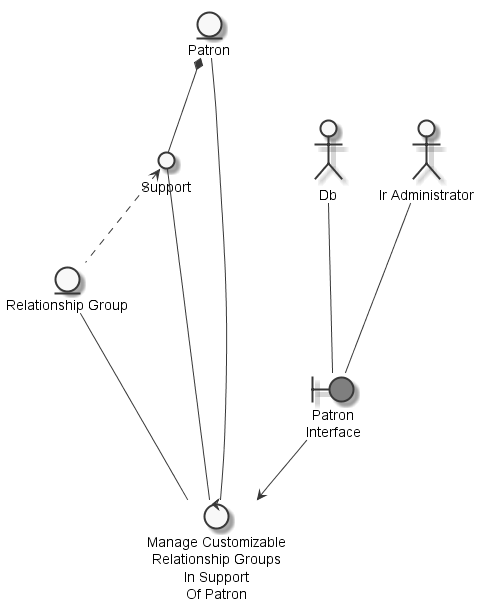 Patron
Support
Db
Ir Administrator
Relationship Group
Patron
Interface
Manage Customizable
Relationship Groups
In Support
Of Patron